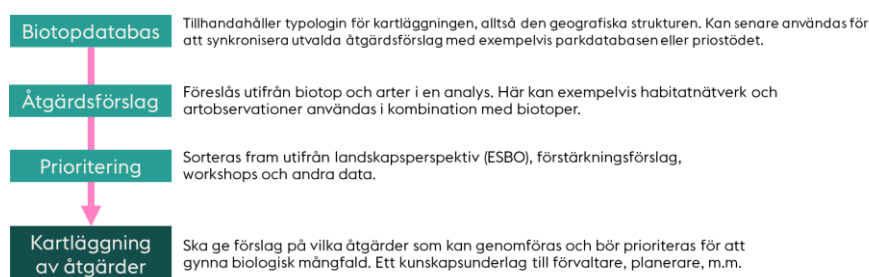 Biotopdatabas
Tillhandahåller typologin för kartläggningen, alltså den geografiska strukturen. Kan senare användas för
att synkronisera utvalda åtgärdsförslag med exempelvis parkdatabasen eller priostödet.
Åtgärdsförslag
Föreslås utifrån biotop och arter i en analys. Här kan exempelvis habitatnätverk och
artobservationer användas i kombination med biotoper.
Prioritering
Sorteras fram utifrån landskapsperspektiv (ESBO), förstärkningsförslag,
workshops och andra data.
Kartläggning
av åtgärder
Ska ge förslag på vilka åtgärder som kan genomföras och bör prioriteras för att
gynna biologisk mångfald. Ett kunskapsunderlag till förvaltare, planerare, m.m.